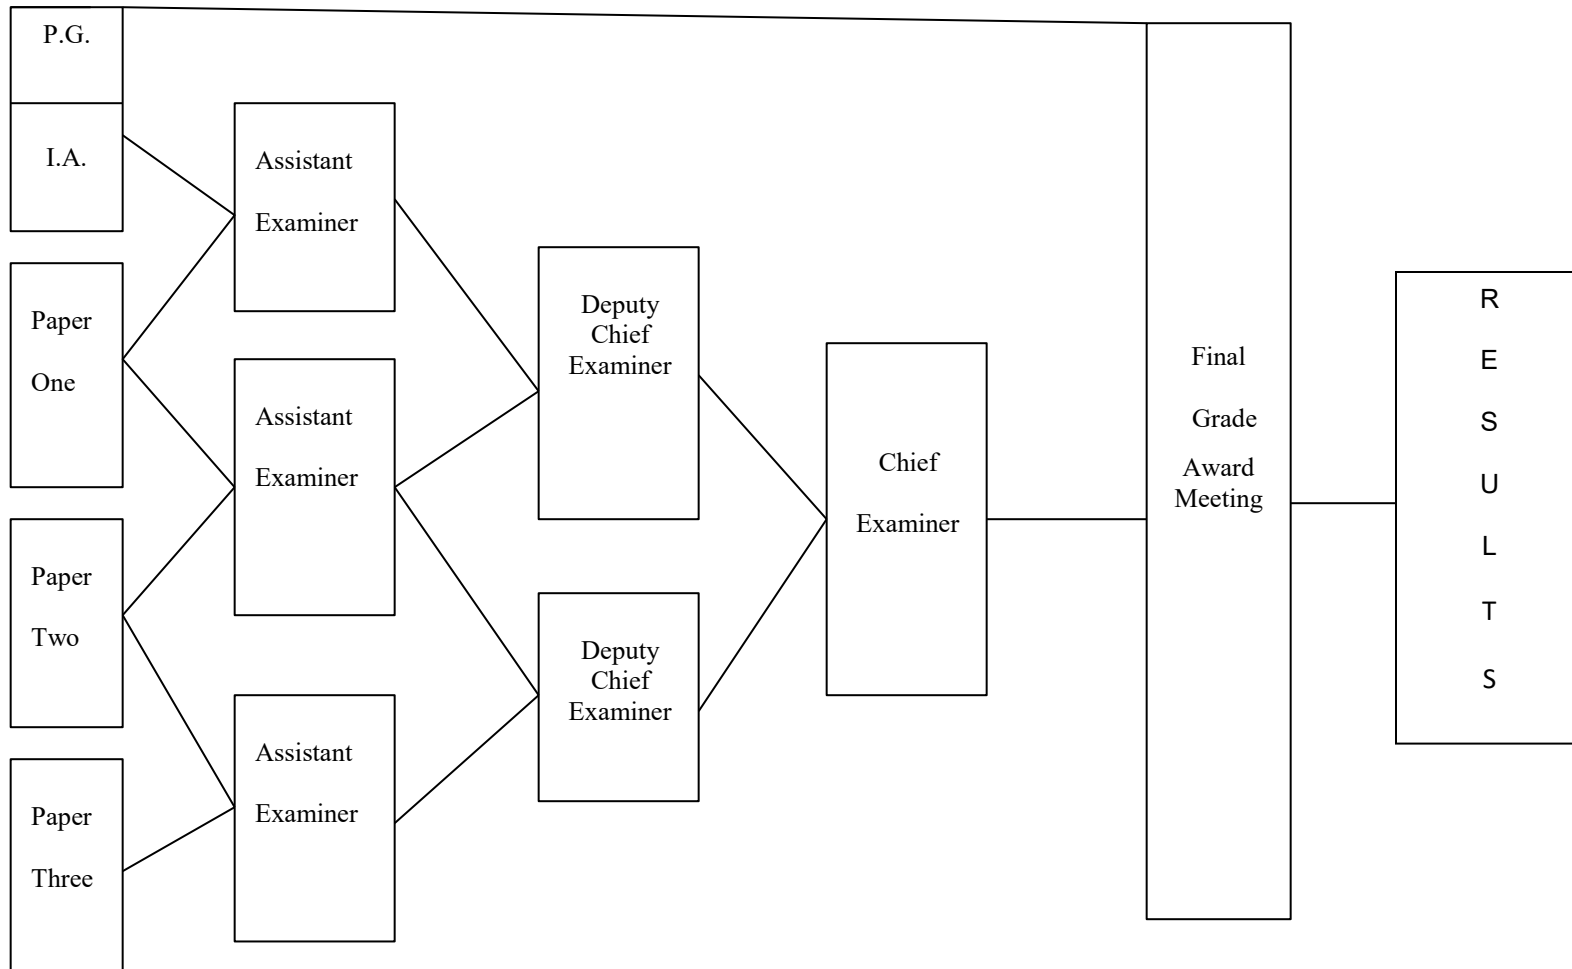 P.G.
I.A.
Paper
One
Paper
Two
Paper
Three
Assistant
Examiner
Assistant
Examiner
Assistant
Examiner
Deputy
Chief
Examiner
Deputy
Chief
Examiner
Chief
Examiner
Final
Grade
Award
Meeting
R
E
S
U
L
T
S